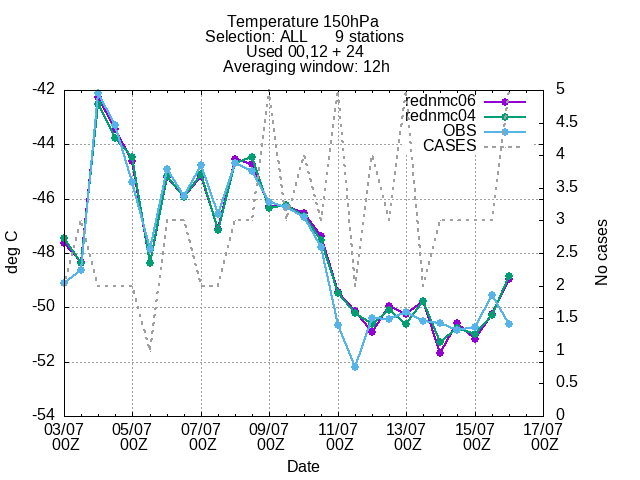 Temperature 150hPa
Selection: ALL 9 stations
Used 00,12 + 24
Averaging window: 12h
rednmc06
rednmc04
OBS
CASES
-42
-44
-46
-48
-50
-52
-54
deg C
5
4.5
4
3.5
3
2.5
2
1.5
1
0.5
0
No cases
03/07 05/07 07/07 09/07 11/07 13/07 15/07 17/07
00Z 00Z 00Z 00Z 00Z 00Z 00Z 00Z
Date